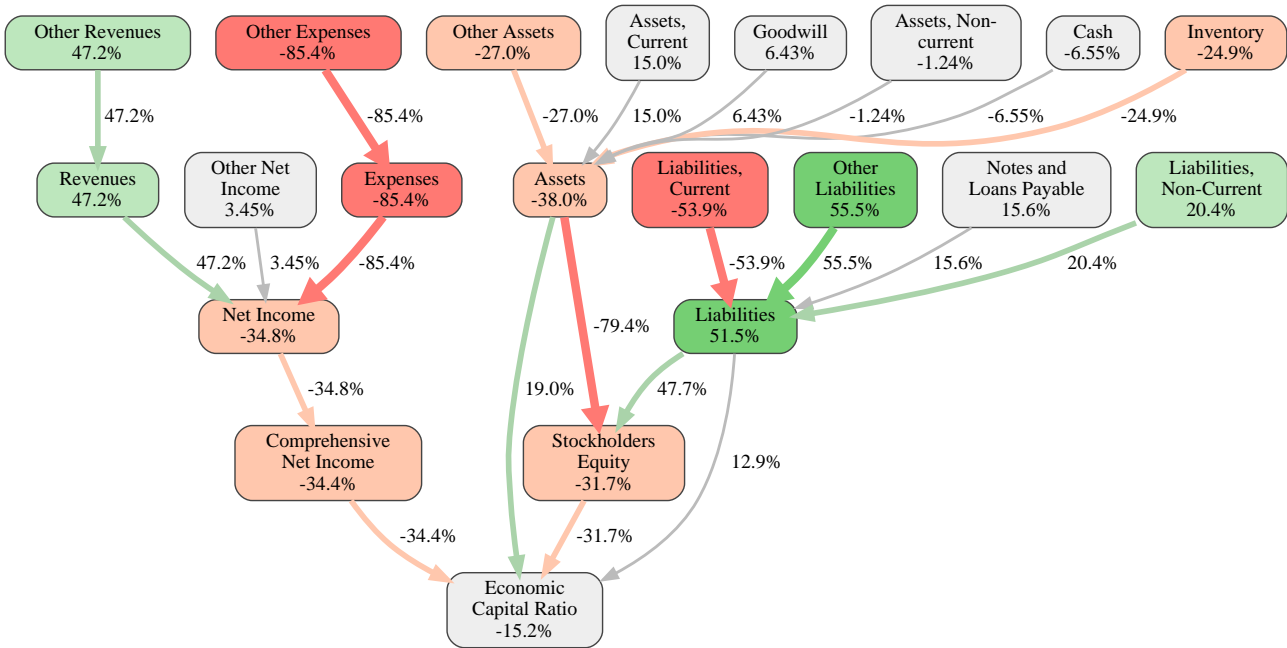 Other Revenues
47.2%
Other Expenses
-85.4%
Other Assets
-27.0%
Assets,
Current
15.0%
Goodwill
6.43%
Assets, Non-
current
-1.24%
Cash
-6.55%
Inventory
-24.9%
47.2%
-85.4%
-27.0%
15.0%
6.43%
-1.24%
-6.55%
-24.9%
Revenues
47.2%
Other Net
Income
3.45%
Expenses
-85.4%
Assets
-38.0%
Liabilities,
Current
-53.9%
Other
Liabilities
55.5%
Notes and
Loans Payable
15.6%
Liabilities,
Non-Current
20.4%
47.2%
3.45%
-85.4%
-53.9%
55.5%
15.6%
20.4%
Net Income
-34.8%
-79.4%
Liabilities
51.5%
-34.8%
19.0%
47.7%
Comprehensive
Net Income
-34.4%
Stockholders
Equity
-31.7%
12.9%
-34.4%
-31.7%
Economic
Capital Ratio
-15.2%